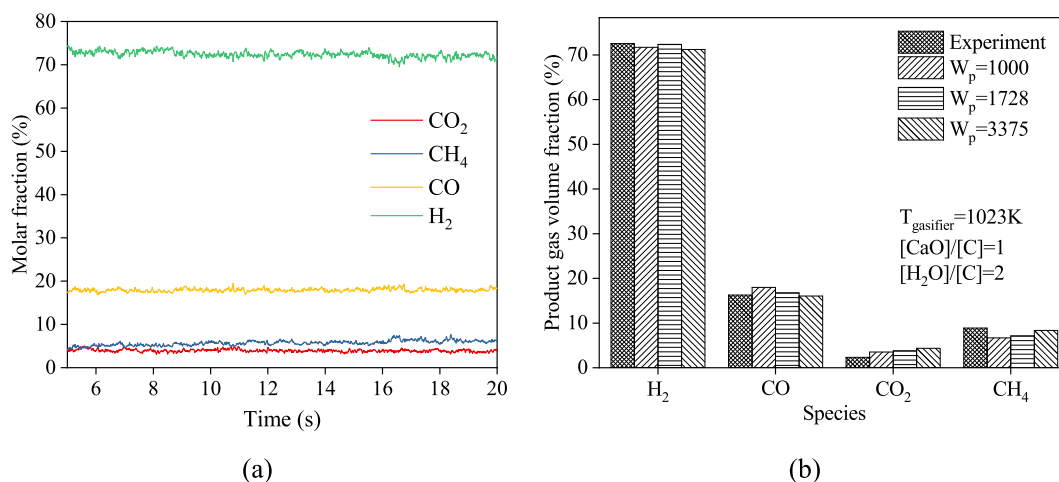 80
70
60
50
40
30
20
10
0
Molar fraction (%)
CO₂
CH₄
CO
H₂
6 8 10 12 14 16 18 20
Time (s)
(a)
70
60
50
40
30
20
10
0
Product gas volume fraction (%)
Experiment
Wₚ=1000
Wₚ=1728
Wₚ=3375
T_gasifier=1023K
[CaO]/[C]=1
[H₂O]/[C]=2
H₂ CO CO₂ CH₄
Species
(b)